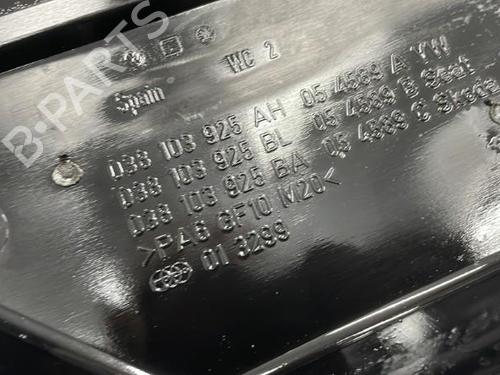 WC 2
Spain
038 103 925 AH 05 4589 A VW
038 103 925 BL 05 4589 B Seat
038 103 925 BA 05 4589 C Skoda
>PA6 GF10 M20<
01 3299
B-PARTS